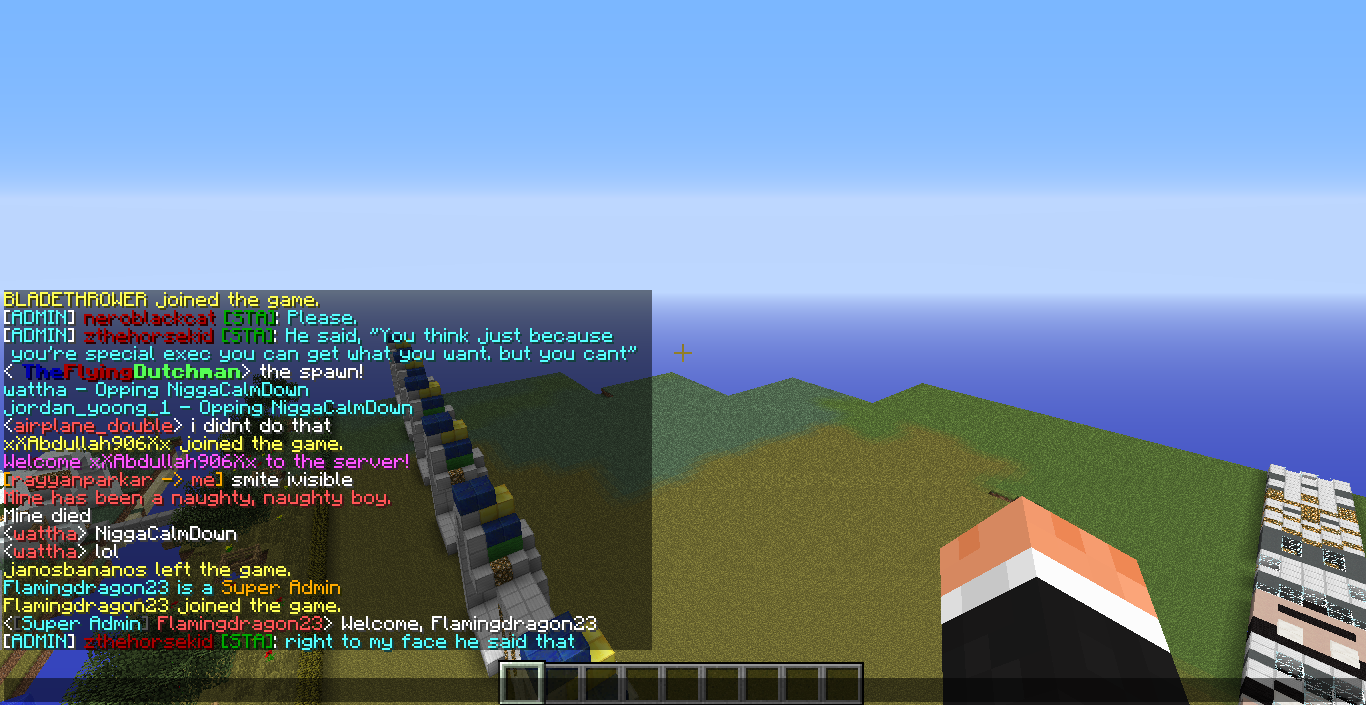 BLADETHROWER joined the game.
[ADMIN] neroblackcat [STA]: Please.
[ADMIN] zthehorsekid [STA]: He said, "You think just because
you're special exec you can get what you want, but you cant"
< TheFlyingDutchman> the spawn!
wattha - Opping NiggaCalmDown
jordan_yoong_1 - Opping NiggaCalmDown
<airplane_double> i didnt do that
xXAbdullah906Xx joined the game.
Welcome xXAbdullah906Xx to the server!
[rayyanparkar -> me] smite ivisible
Mine has been a naughty, naughty boy.
Mine died
<wattha> NiggaCalmDown
<wattha> lol
janosbananos left the game.
Flamingdragon23 is a Super Admin
Flamingdragon23 joined the game.
<[Super Admin] Flamingdragon23> Welcome, Flamingdragon23
[ADMIN] zthehorsekid [STA]: right to my face he said that